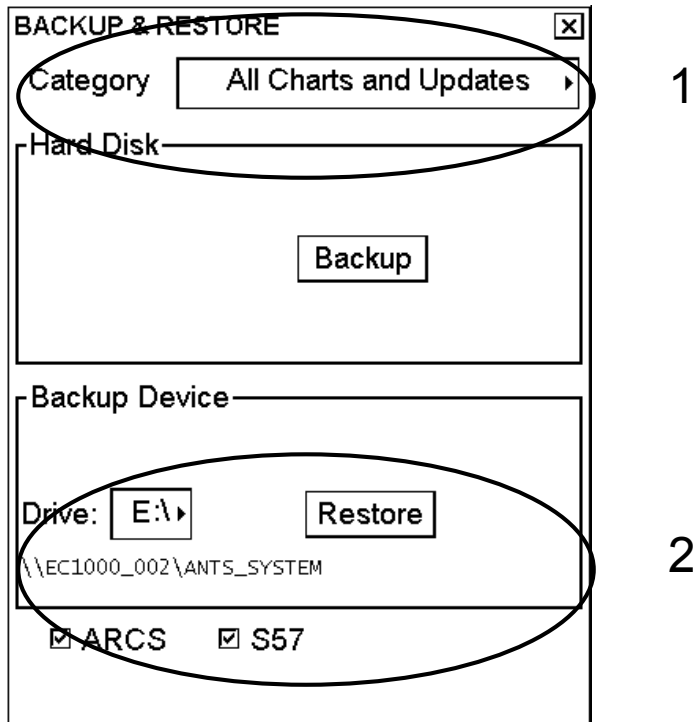 BACKUP & RESTORE
Category All Charts and Updates
1
Hard Disk
Backup
Backup Device
Drive: E:\ Restore
\\EC1000_002\ANTS_SYSTEM
2
ARCS S57